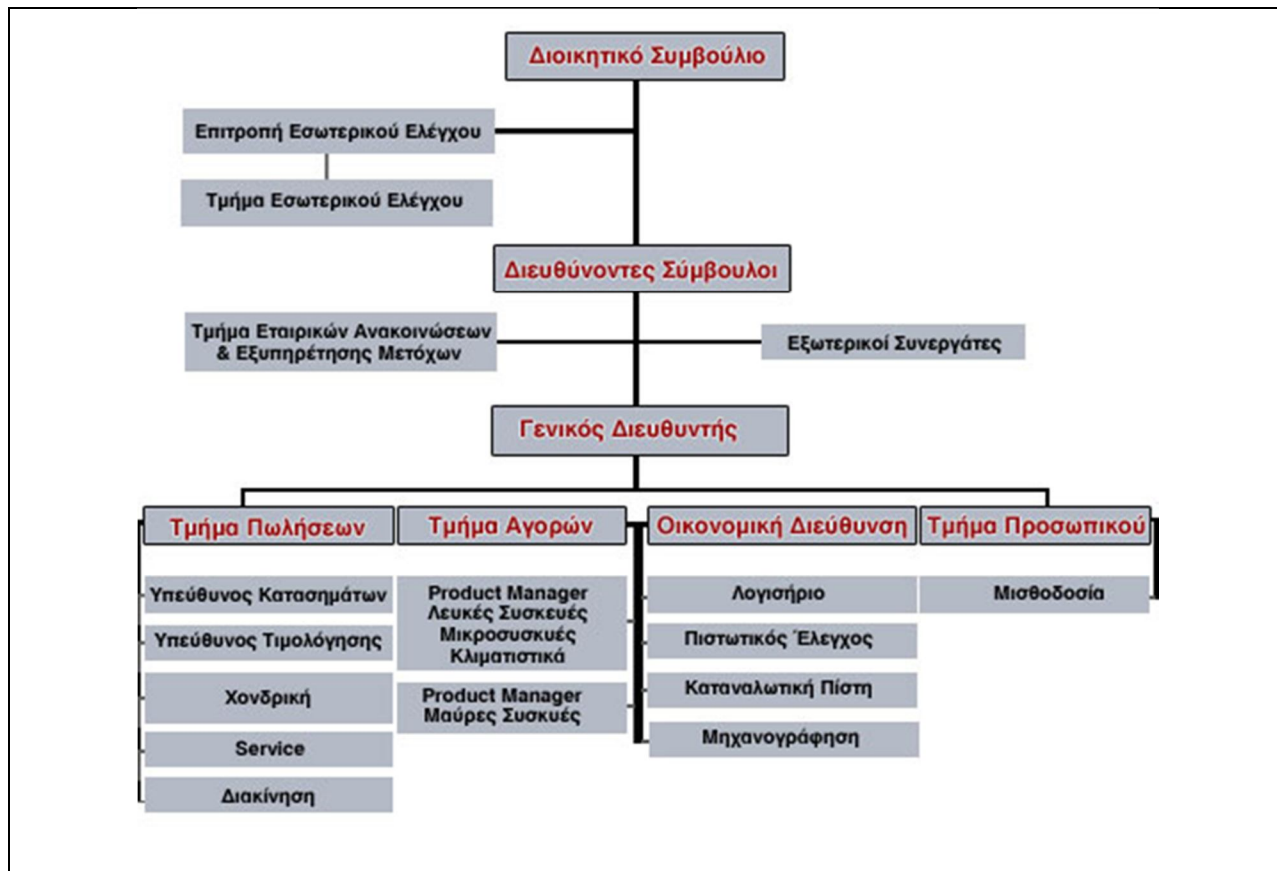 Διοικητικό Συμβούλιο
Επιτροπή Εσωτερικού Ελέγχου
Τμήμα Εσωτερικού Ελέγχου
Διευθύνοντες Σύμβουλοι
Τμήμα Εταιρικών Ανακοινώσεων
& Εξυπηρέτησης Μετόχων
Εξωτερικοί Συνεργάτες
Γενικός Διευθυντής
Τμήμα Πωλήσεων
Υπεύθυνος Κατασημάτων
Υπεύθυνος Τιμολόγησης
Χονδρική
Service
Διακίνηση
Τμήμα Αγορών
Product Manager
Λευκές Συσκευές
Μικροσυσκυές
Κλιματιστικά
Product Manager
Μαύρες Συσκυές
Οικονομική Διεύθυνση
Λογισήριο
Πιστωτικός Έλεγχος
Καταναλωτική Πίστη
Μηχανογράφηση
Τμήμα Προσωπικού
Μισθοδοσία